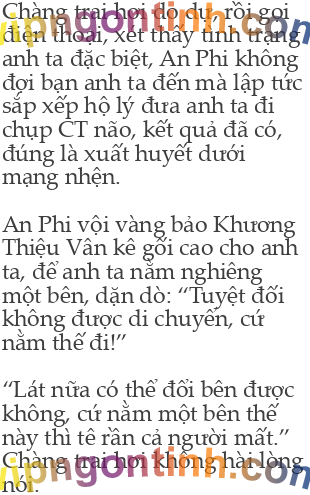 Chàng trai hơi do dự, rồi gọi
điện thoại, xét thấy tình trạng
anh ta đặc biệt, An Phi không
đợi bạn anh ta đến mà lập tức
sắp xếp hộ lý đưa anh ta đi
chụp CT não, kết quả đã có,
đúng là xuất huyết dưới
mạng nhện.
An Phi vội vàng bảo Khương
Thiệu Vân kê gối cao cho anh
ta, để anh ta nằm nghiêng
một bên, dặn dò: “Tuyệt đối
không được di chuyển, cứ
nằm thế đi!”
“Lát nữa có thể đổi bên được
không, cứ nằm một bên thế
này thì tê rần cả người mất.”
Chàng trai hơi không hài lòng
nói.
vipngontinh.com
vipngontinh.com